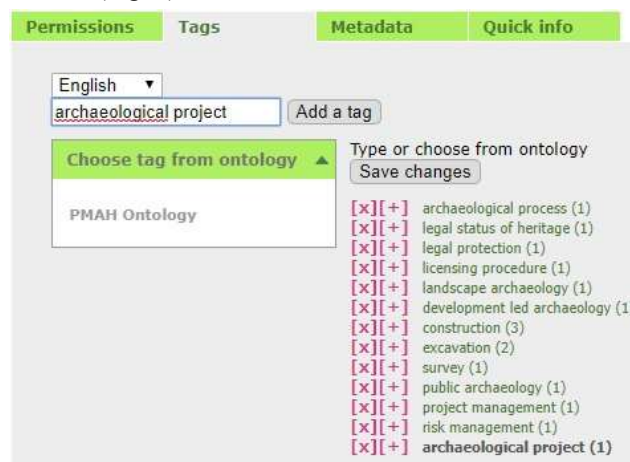 Permissions Tags Metadata Quick info
English ▼
archaeological project Add a tag
Choose tag from ontology ▲
PMAH Ontology
Type or choose from ontology
Save changes
[x][+] archaeological process (1)
[x][+] legal status of heritage (1)
[x][+] legal protection (1)
[x][+] licensing procedure (1)
[x][+] landscape archaeology (1)
[x][+] development led archaeology (1
[x][+] construction (3)
[x][+] excavation (2)
[x][+] survey (1)
[x][+] public archaeology (1)
[x][+] project management (1)
[x][+] risk management (1)
[x][+] archaeological project (1)